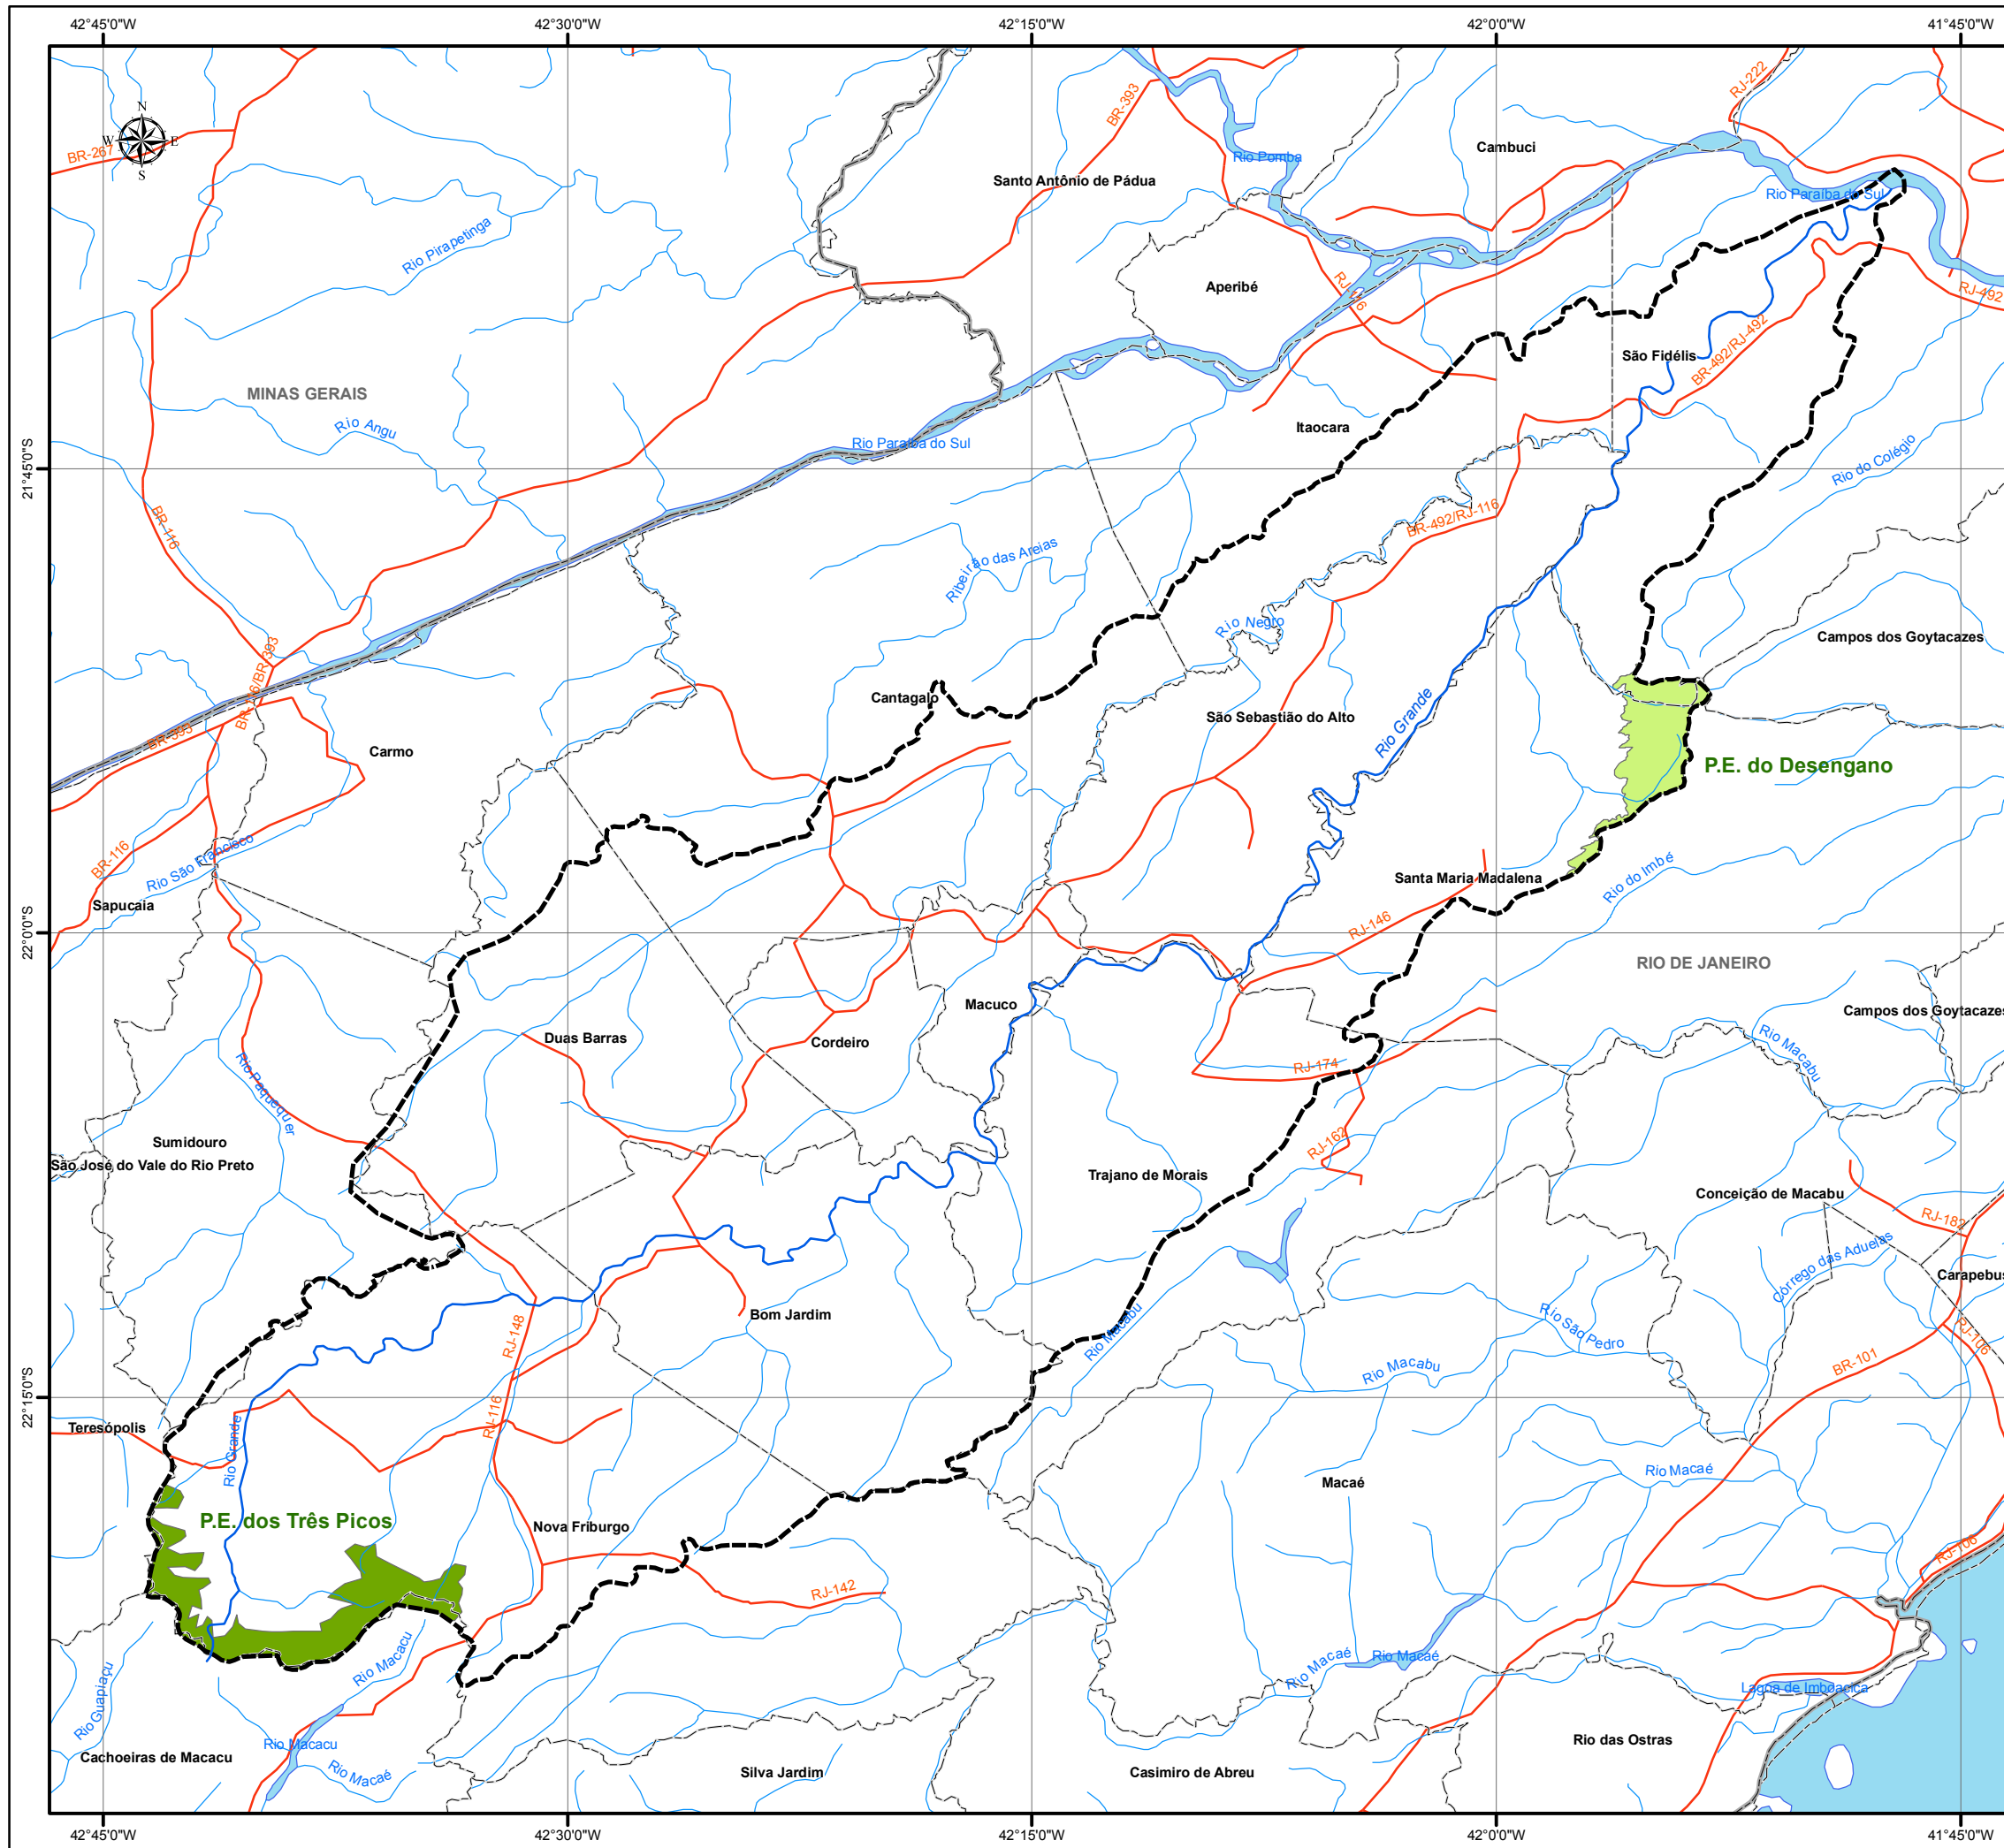 42°45'0"W
42°30'0"W
42°15'0"W
42°0'0"W
41°45'0"W
N
W
E
S
BR-267
BR-393
RJ-222
Rio Pomba
Cambuci
Santo Antônio de Pádua
Rio Paraíba do Sul
Rio Pirapetinga
Aperibé
RJ-116
RJ-492
BR-492/RJ-492
São Fidélis
MINAS GERAIS
Rio Angu
Itaocara
Rio Paraíba do Sul
21°45'0"S
Rio do Colégio
BR-116
BR-492/RJ-116
Ribeirão das Areias
Rio Negro
Campos dos Goytacazes
BR-116/BR-393
Cantagalo
São Sebastião do Alto
Rio Grande
BR-393
Carmo
P.E. do Desengano
BR-116
Rio São Francisco
Rio do Imbé
Santa Maria Madalena
Sapucaia
RJ-146
22°0'0"S
RIO DE JANEIRO
Macuco
Campos dos Goytacazes
Duas Barras
Cordeiro
Rio Macabu
Rio Paquequer
RJ-174
Sumidouro
RJ-162
São José do Vale do Rio Preto
Trajano de Morais
Conceição de Macabu
RJ-182
Córrego das Aduelas
Carapebus
Bom Jardim
Rio Macabu
Rio São Pedro
RJ-148
RJ-106
BR-101
Rio Macabu
22°15'0"S
Teresópolis
RJ-116
Rio Grande
Rio Macaé
Macaé
P.E. dos Três Picos
Nova Friburgo
RJ-106
RJ-142
Rio Macacu
Rio Macaé
Rio Macaé
Rio Guapiaçu
Lagoa de Imboacica
Rio Macacu
Rio das Ostras
Cachoeiras de Macacu
Rio Macaé
Silva Jardim
Casimiro de Abreu
42°45'0"W
42°30'0"W
42°15'0"W
42°0'0"W
41°45'0"W